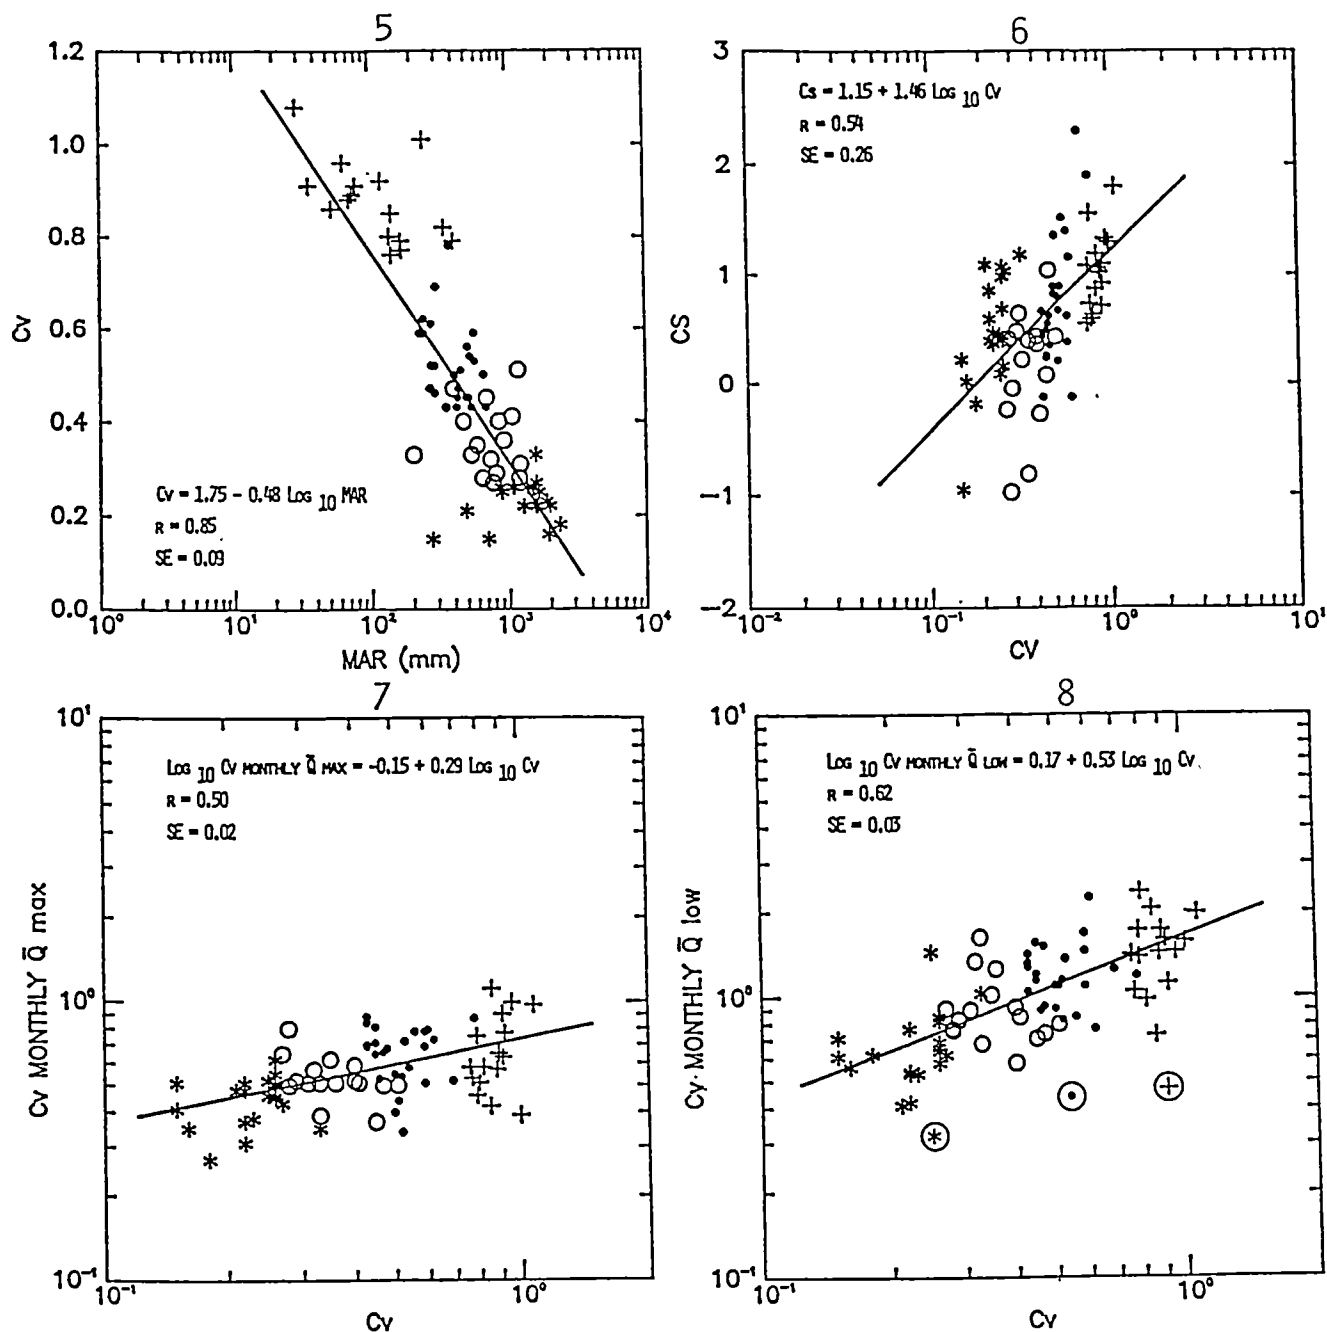 5
1.2
1.0
0.8
0.6
0.4
0.2
0.0
Cv
Cv = 1.75 - 0.48 Log 10 MAR
R = 0.85
SE = 0.09
10⁰ 10¹ 10² 10³ 10⁴
MAR (mm)
6
3
2
1
0
-1
-2
CS
Cs = 1.15 + 1.46 Log 10 Cv
R = 0.54
SE = 0.26
10⁻² 10⁻¹ 10⁰ 10¹
CV
7
10¹
10⁰
10⁻¹
Cv MONTHLY Q̄ max
Log 10 Cv MONTHLY Q̄ MAX = -0.15 + 0.29 Log 10 Cv
R = 0.50
SE = 0.02
10⁻¹ 10⁰
Cv
8
10¹
10⁰
10⁻¹
Cy· MONTHLY Q̄ low
Log 10 Cv MONTHLY Q̄ LOW = 0.17 + 0.53 Log 10 Cv
R = 0.62
SE = 0.03
10⁻¹ 10⁰
Cv